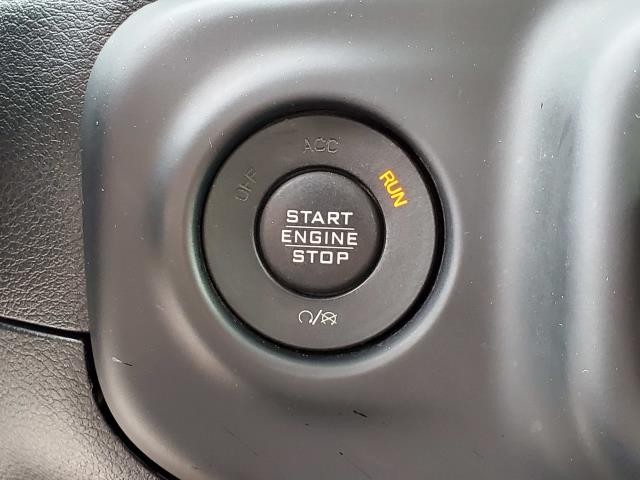 OFF
ACC
RUN
START
ENGINE
STOP